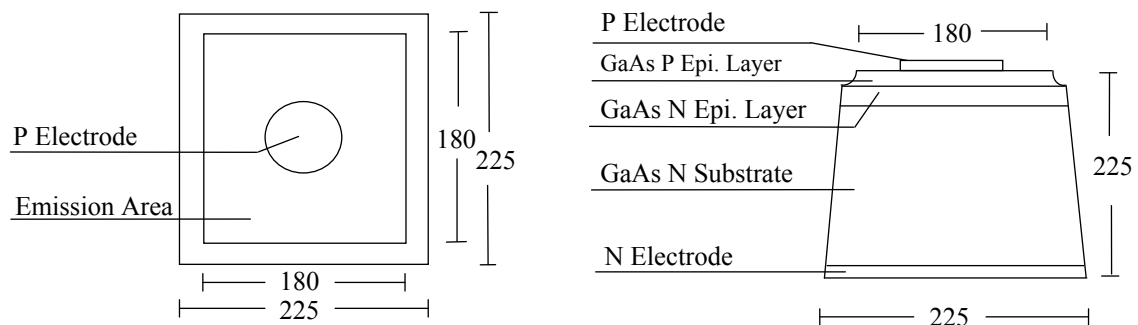 P Electrode
Emission Area
180
225
180
225
P Electrode
GaAs P Epi. Layer
GaAs N Epi. Layer
GaAs N Substrate
N Electrode
180
225
225